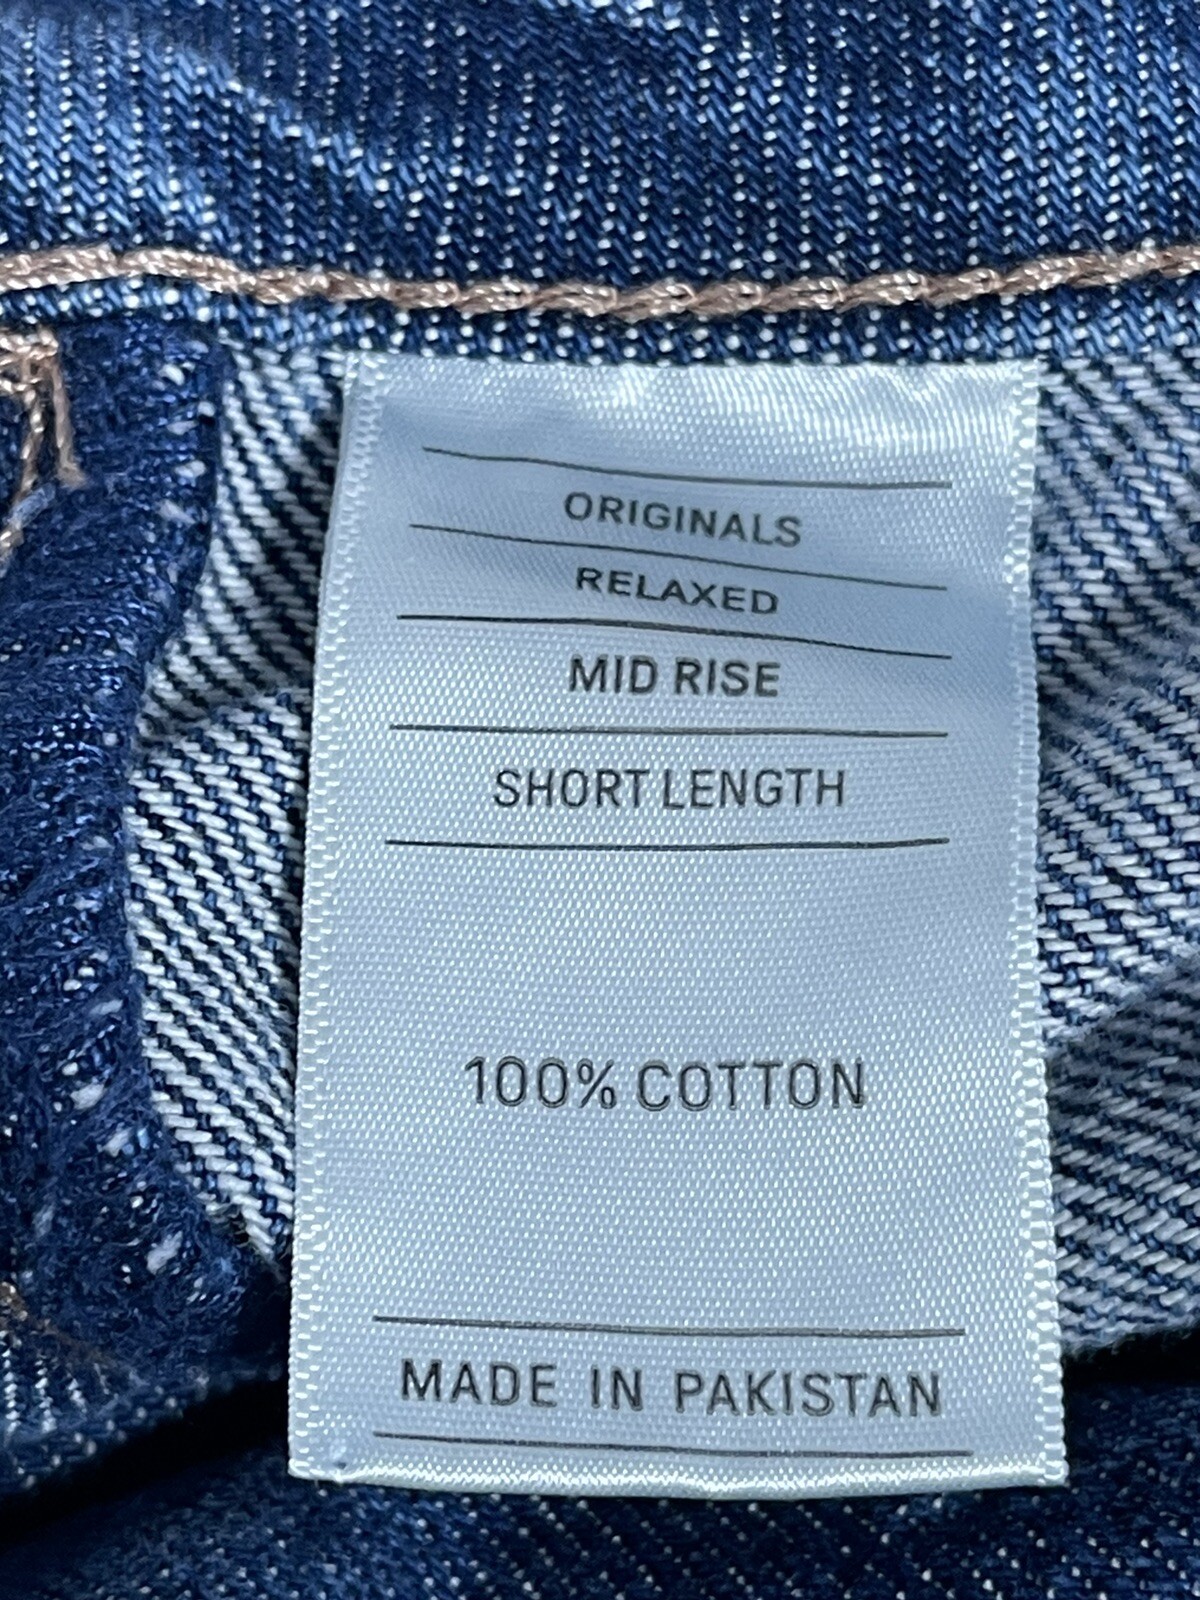 ORIGINALS
RELAXED
MID RISE
SHORT LENGTH
100% COTTON
MADE IN PAKISTAN